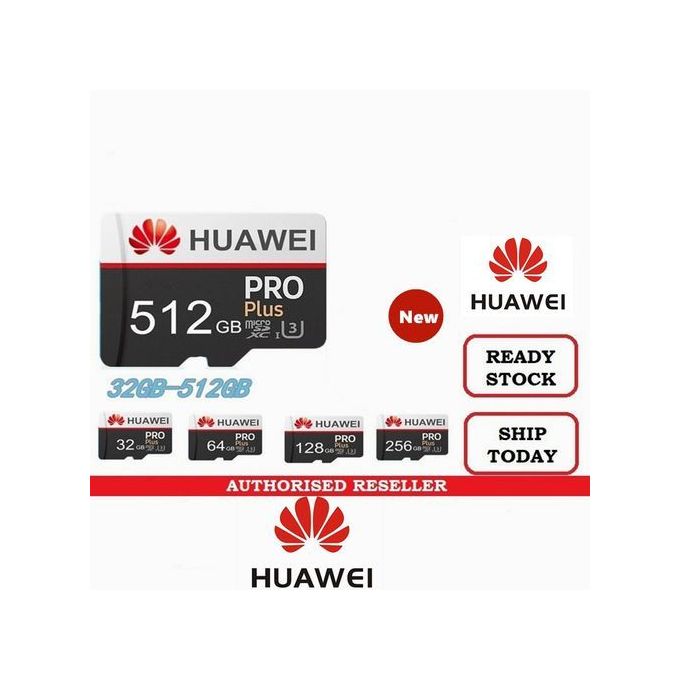 HUAWEI
PRO
Plus
512 GB micro SD XC I U3
New
HUAWEI
READY
STOCK
32GB-512GB
HUAWEI
PRO
Plus
32 GB
HUAWEI
PRO
Plus
64 GB
HUAWEI
PRO
Plus
128 GB
HUAWEI
PRO
Plus
256 GB
SHIP
TODAY
AUTHORISED RESELLER
HUAWEI